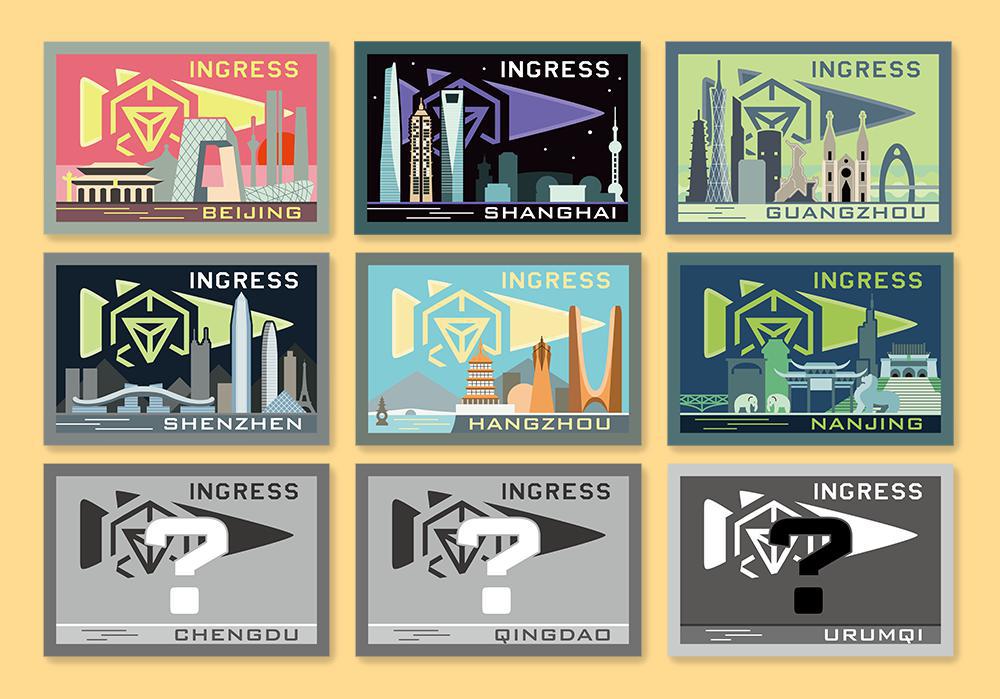 INGRESS
BEIJING
INGRESS
SHANGHAI
INGRESS
GUANGZHOU
INGRESS
SHENZHEN
INGRESS
HANGZHOU
INGRESS
NANJING
INGRESS
?
CHENGDU
INGRESS
?
QINGDAO
INGRESS
?
URUMQI